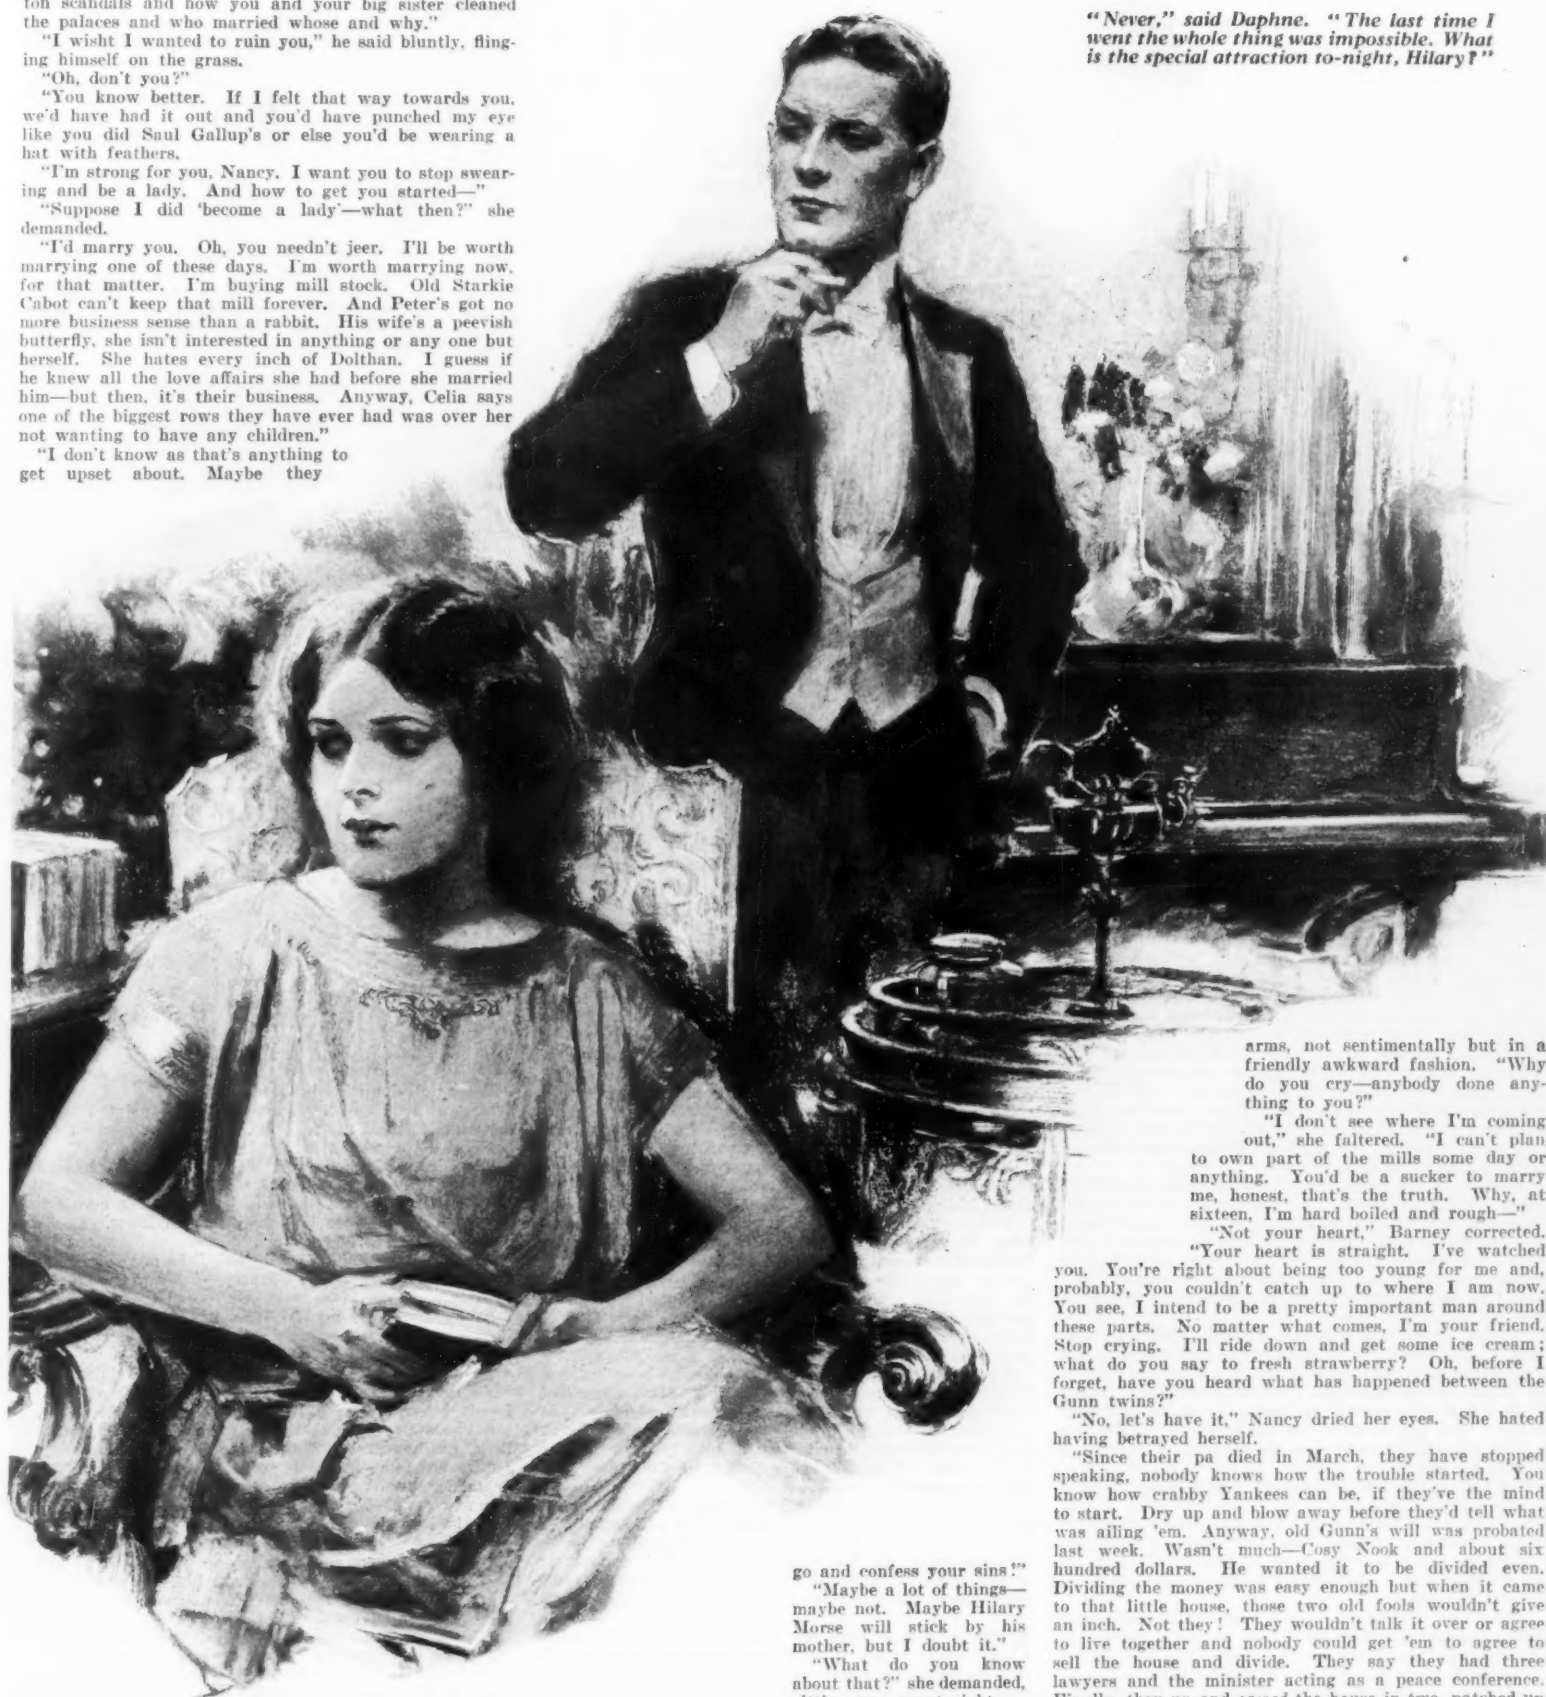 ton scandals and how you and your big sister cleaned
the palaces and who married whose and why."
"I wisht I wanted to ruin you," he said bluntly, fling-
ing himself on the grass.
"Oh, don't you?"
"You know better. If I felt that way towards you,
we'd have had it out and you'd have punched my eye
like you did Saul Gallup's or else you'd be wearing a
hat with feathers.
"I'm strong for you, Nancy. I want you to stop swear-
ing and be a lady. And how to get you started—"
"Suppose I did 'become a lady'—what then?" she
demanded.
"I'd marry you. Oh, you needn't jeer. I'll be worth
marrying one of these days. I'm worth marrying now,
for that matter. I'm buying mill stock. Old Starkie
Cabot can't keep that mill forever. And Peter's got no
more business sense than a rabbit. His wife's a peevish
butterfly, she isn't interested in anything or any one but
herself. She hates every inch of Dolthan. I guess if
he knew all the love affairs she had before she married
him—but then, it's their business. Anyway, Celia says
one of the biggest rows they have ever had was over her
not wanting to have any children."
"I don't know as that's anything to
get upset about. Maybe they
"Never," said Daphne. "The last time I
went the whole thing was impossible. What
is the special attraction to-night, Hilary?"
go and confess your sins!"
"Maybe a lot of things—
maybe not. Maybe Hilary
Morse will stick by his
mother, but I doubt it."
"What do you know
about that?" she demanded,
arms, not sentimentally but in a
friendly awkward fashion. "Why
do you cry—anybody done any-
thing to you?"
"I don't see where I'm coming
out," she faltered. "I can't plan
to own part of the mills some day or
anything. You'd be a sucker to marry
me, honest, that's the truth. Why, at
sixteen, I'm hard boiled and rough—"
"Not your heart," Barney corrected.
"Your heart is straight. I've watched
you. You're right about being too young for me and,
probably, you couldn't catch up to where I am now.
You see, I intend to be a pretty important man around
these parts. No matter what comes, I'm your friend.
Stop crying. I'll ride down and get some ice cream;
what do you say to fresh strawberry? Oh, before I
forget, have you heard what has happened between the
Gunn twins?"
"No, let's have it," Nancy dried her eyes. She hated
having betrayed herself.
"Since their pa died in March, they have stopped
speaking, nobody knows how the trouble started. You
know how crabby Yankees can be, if they've the mind
to start. Dry up and blow away before they'd tell what
was ailing 'em. Anyway, old Gunn's will was probated
last week. Wasn't much—Cosy Nook and about six
hundred dollars. He wanted it to be divided even.
Dividing the money was easy enough but when it came
to that little house, those two old fools wouldn't give
an inch. Not they! They wouldn't talk it over or agree
to live together and nobody could get 'em to agree to
sell the house and divide. They say they had three
lawyers and the minister acting as a peace conference.